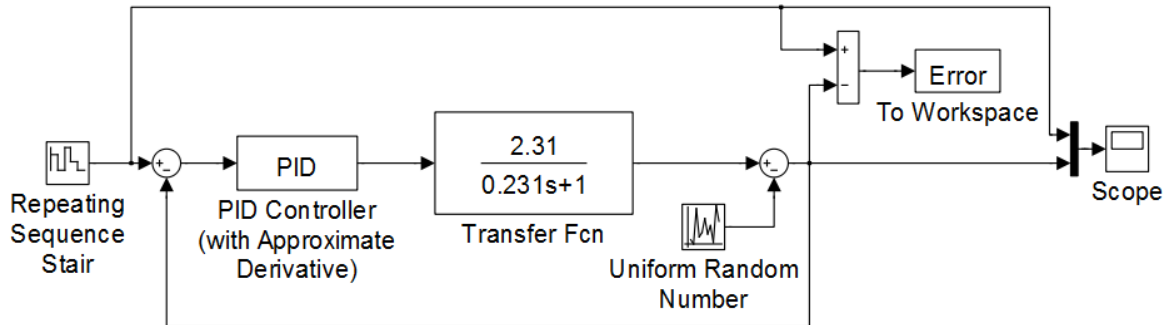 +
−
Error
To Workspace
Repeating
Sequence
Stair
+
−
PID
PID Controller
(with Approximate
Derivative)
2.31
0.231s+1
Transfer Fcn
+
−
Uniform Random
Number
Scope